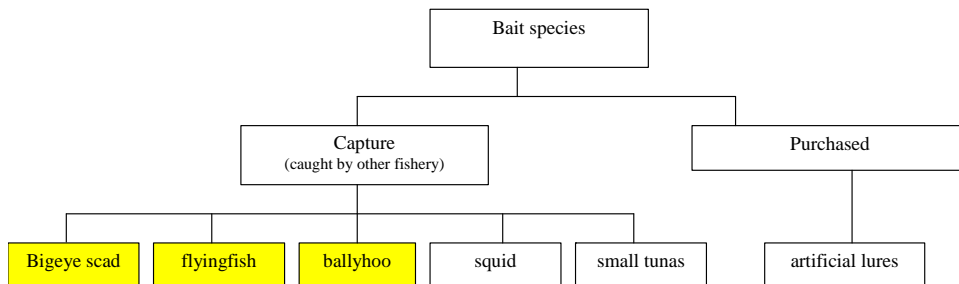 Bait species
Capture
(caught by other fishery)
Purchased
Bigeye scad
flyingfish
ballyhoo
squid
small tunas
artificial lures